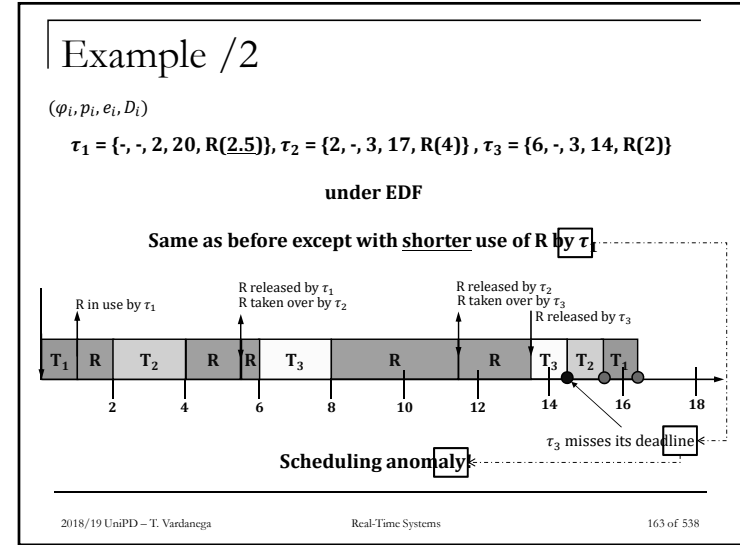 Example /2
(φᵢ, pᵢ, eᵢ, Dᵢ)
τ₁ = {-, -, 2, 20, R(2.5)}, τ₂ = {2, -, 3, 17, R(4)} , τ₃ = {6, -, 3, 14, R(2)}
under EDF
Same as before except with shorter use of R by τ₁
R in use by τ₁
R released by τ₁
R taken over by τ₂
R released by τ₂
R taken over by τ₃
R released by τ₃
T₁ R T₂ R R T₃ R R T₃ T₂ T₁
2 4 6 8 10 12 14 16 18
τ₃ misses its deadline
Scheduling anomaly!
2018/19 UniPD – T. Vardanega Real-Time Systems 163 of 538